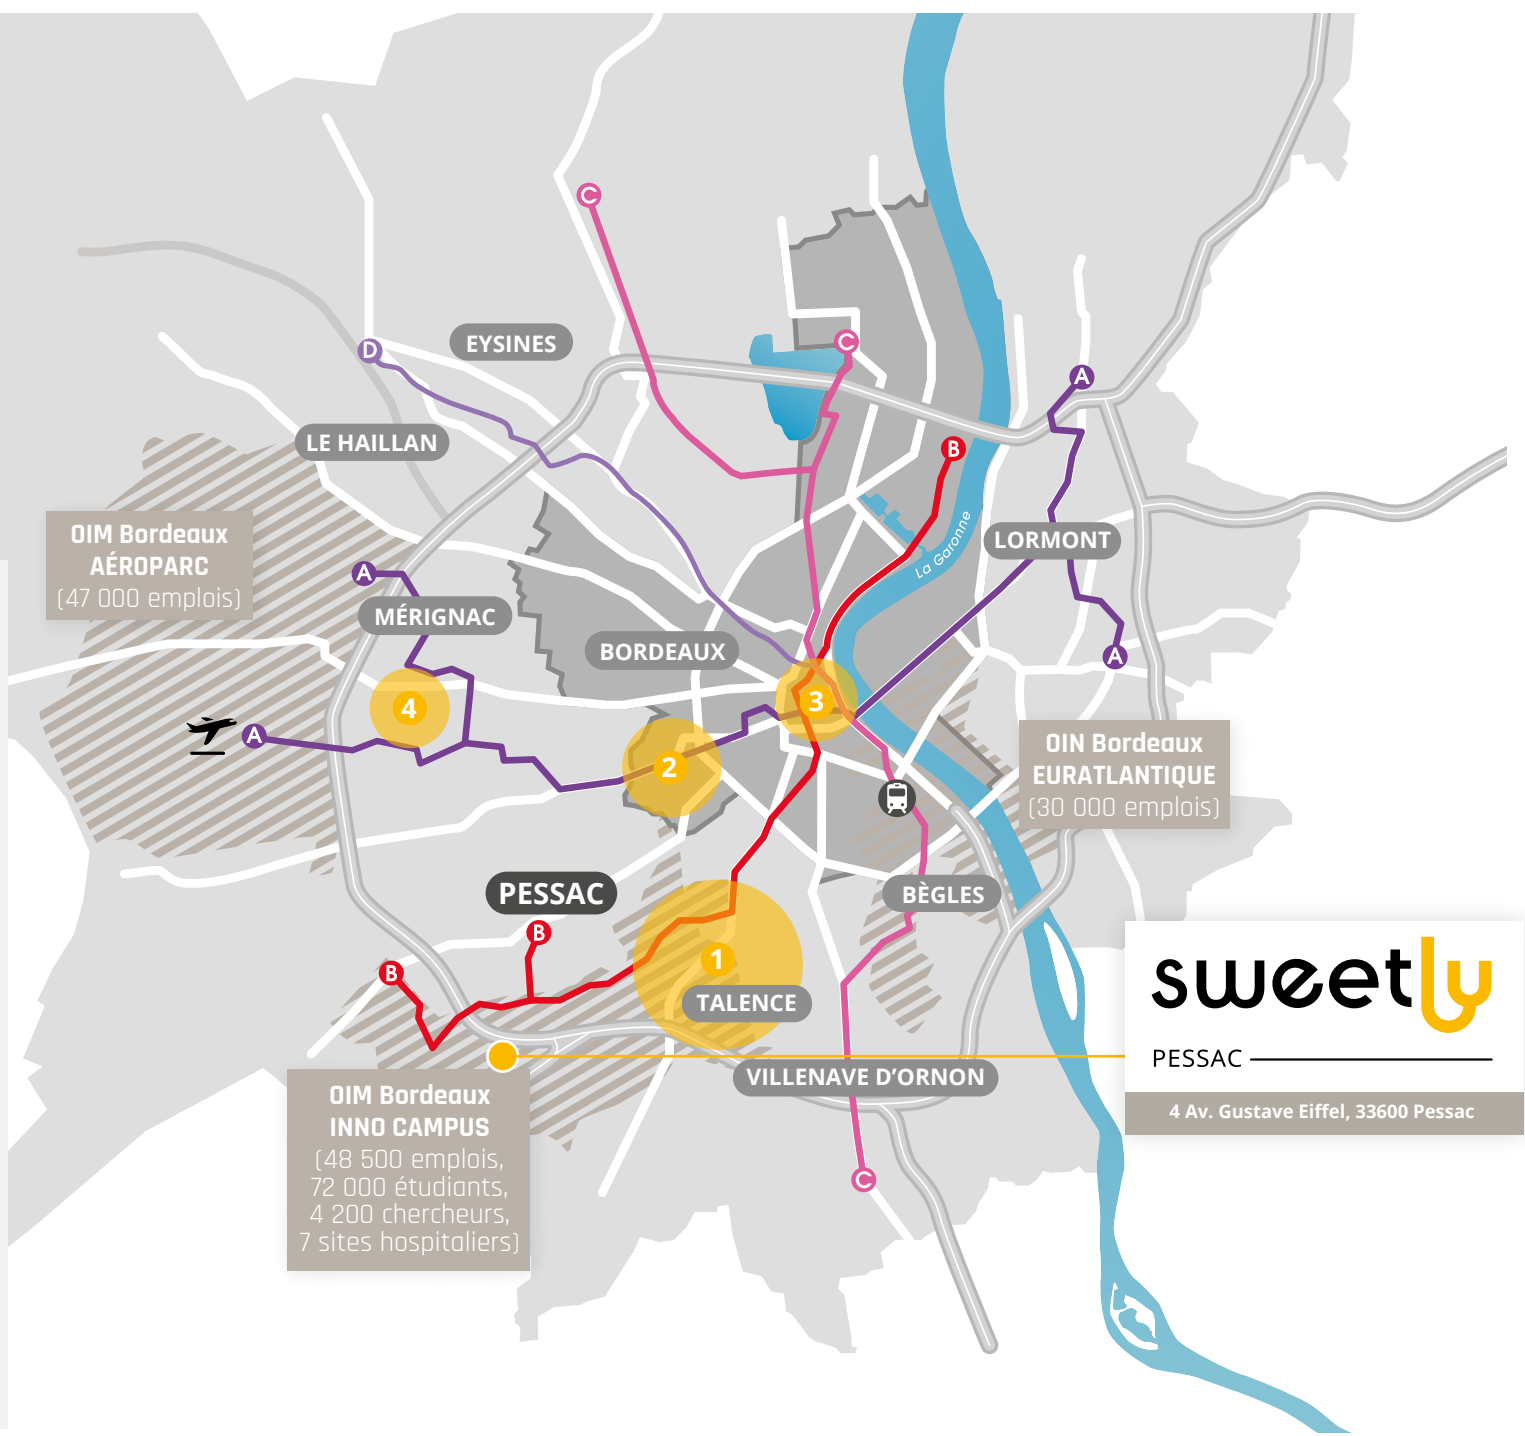 C
C
D
EYSINES
A
LE HAILLAN
B
OIM Bordeaux
AÉROPARC
(47 000 emplois)
La Garonne
LORMONT
A
MÉRIGNAC
BORDEAUX
A
4
3
A
2
OIN Bordeaux
EURATLANTIQUE
(30 000 emplois)
PESSAC
BÈGLES
B
B
1
TALENCE
sweetly
PESSAC
4 Av. Gustave Eiffel, 33600 Pessac
VILLENAVE D'ORNON
OIM Bordeaux
INNO CAMPUS
(48 500 emplois,
72 000 étudiants,
4 200 chercheurs,
7 sites hospitaliers)
C